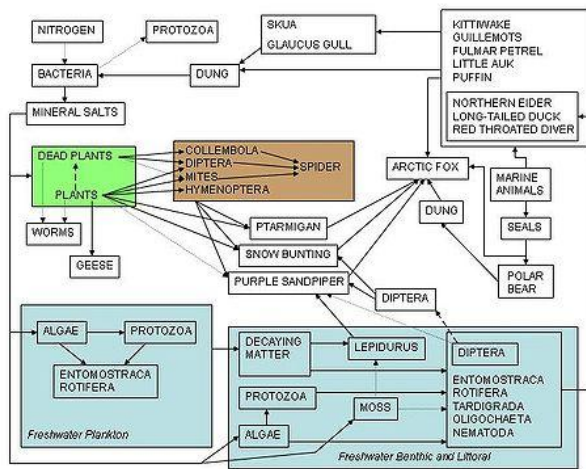 NITROGEN
PROTOZOA
SKUA
GLAUCUS GULL
KITTIWAKE
GUILLEMOTS
FULMAR PETREL
LITTLE AUK
PUFFIN
BACTERIA
DUNG
MINERAL SALTS
NORTHERN EIDER
LONG-TAILED DUCK
RED THROATED DIVER
DEAD PLANTS
PLANTS
COLLEMBOLA
DIPTERA
MITES
HYMENOPTERA
SPIDER
ARCTIC FOX
MARINE
ANIMALS
DUNG
SEALS
WORMS
GEESE
PTARMIGAN
SNOW BUNTING
PURPLE SANDPIPER
POLAR
BEAR
DIPTERA
ALGAE
PROTOZOA
ENTOMOSTRACA
ROTIFERA
Freshwater Plankton
DECAYING
MATTER
LEPIDURUS
DIPTERA
PROTOZOA
MOSS
ALGAE
ENTOMOSTRACA
ROTIFERA
TARDIGRADA
OLIGOCHAETA
NEMATODA
Freshwater Benthic and Littoral